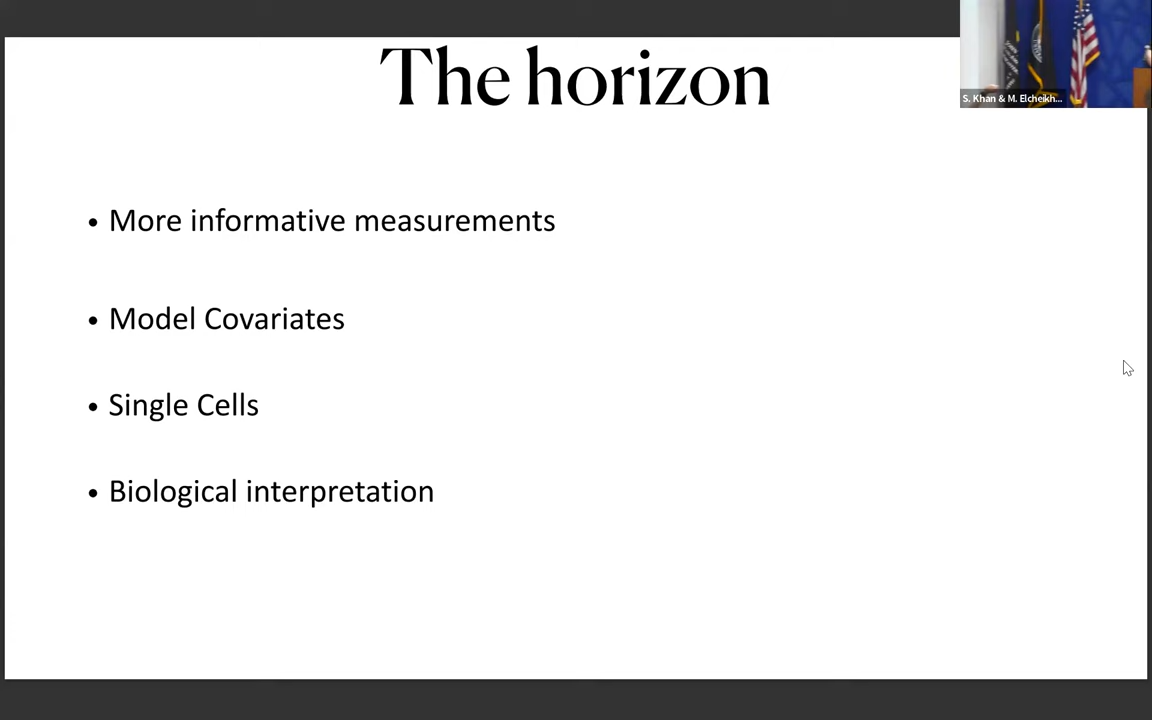 The horizon
S. Khan & M. Elcheikh...
• More informative measurements
• Model Covariates
• Single Cells
• Biological interpretation